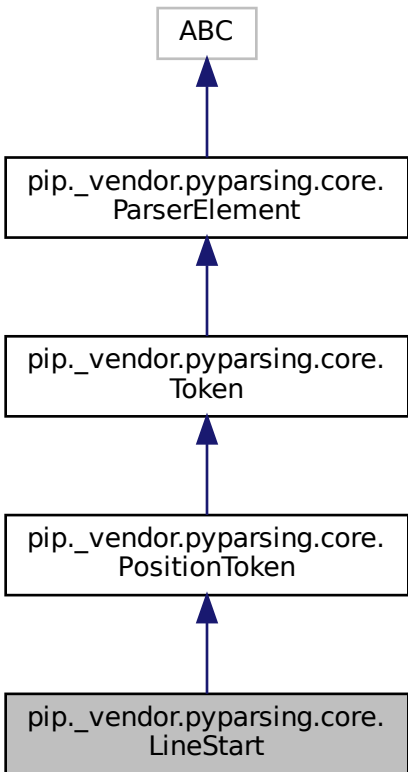 ABC
pip._vendor.pyparsing.core.
ParserElement
pip._vendor.pyparsing.core.
Token
pip._vendor.pyparsing.core.
PositionToken
pip._vendor.pyparsing.core.
LineStart